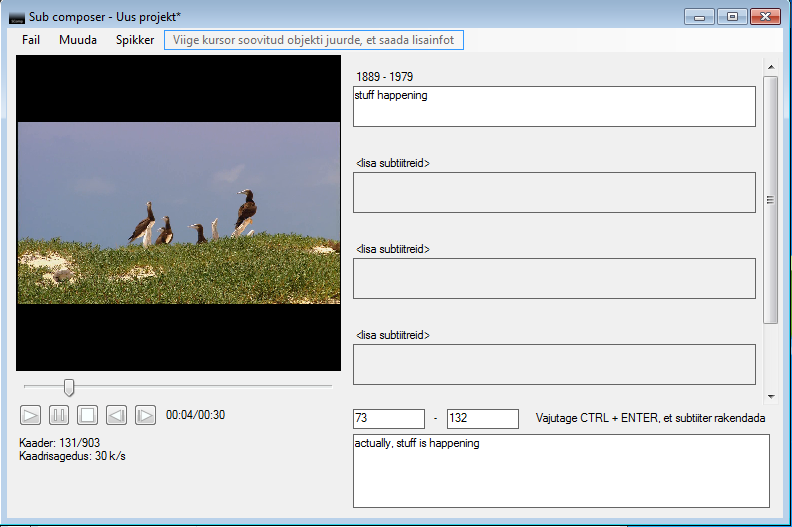 Sub composer - Uus projekt*
Fail Muuda Spikker Viige kursor soovitud objekti juurde, et saada lisainfot
1889 - 1979
stuff happening
<lisa subtiitreid>
<lisa subtiitreid>
<lisa subtiitreid>
00:04/00:30
Kaader: 131/903
Kaadrisagedus: 30 k/s
73 - 132 Vajutage CTRL + ENTER, et subtiiter rakendada
actually, stuff is happening